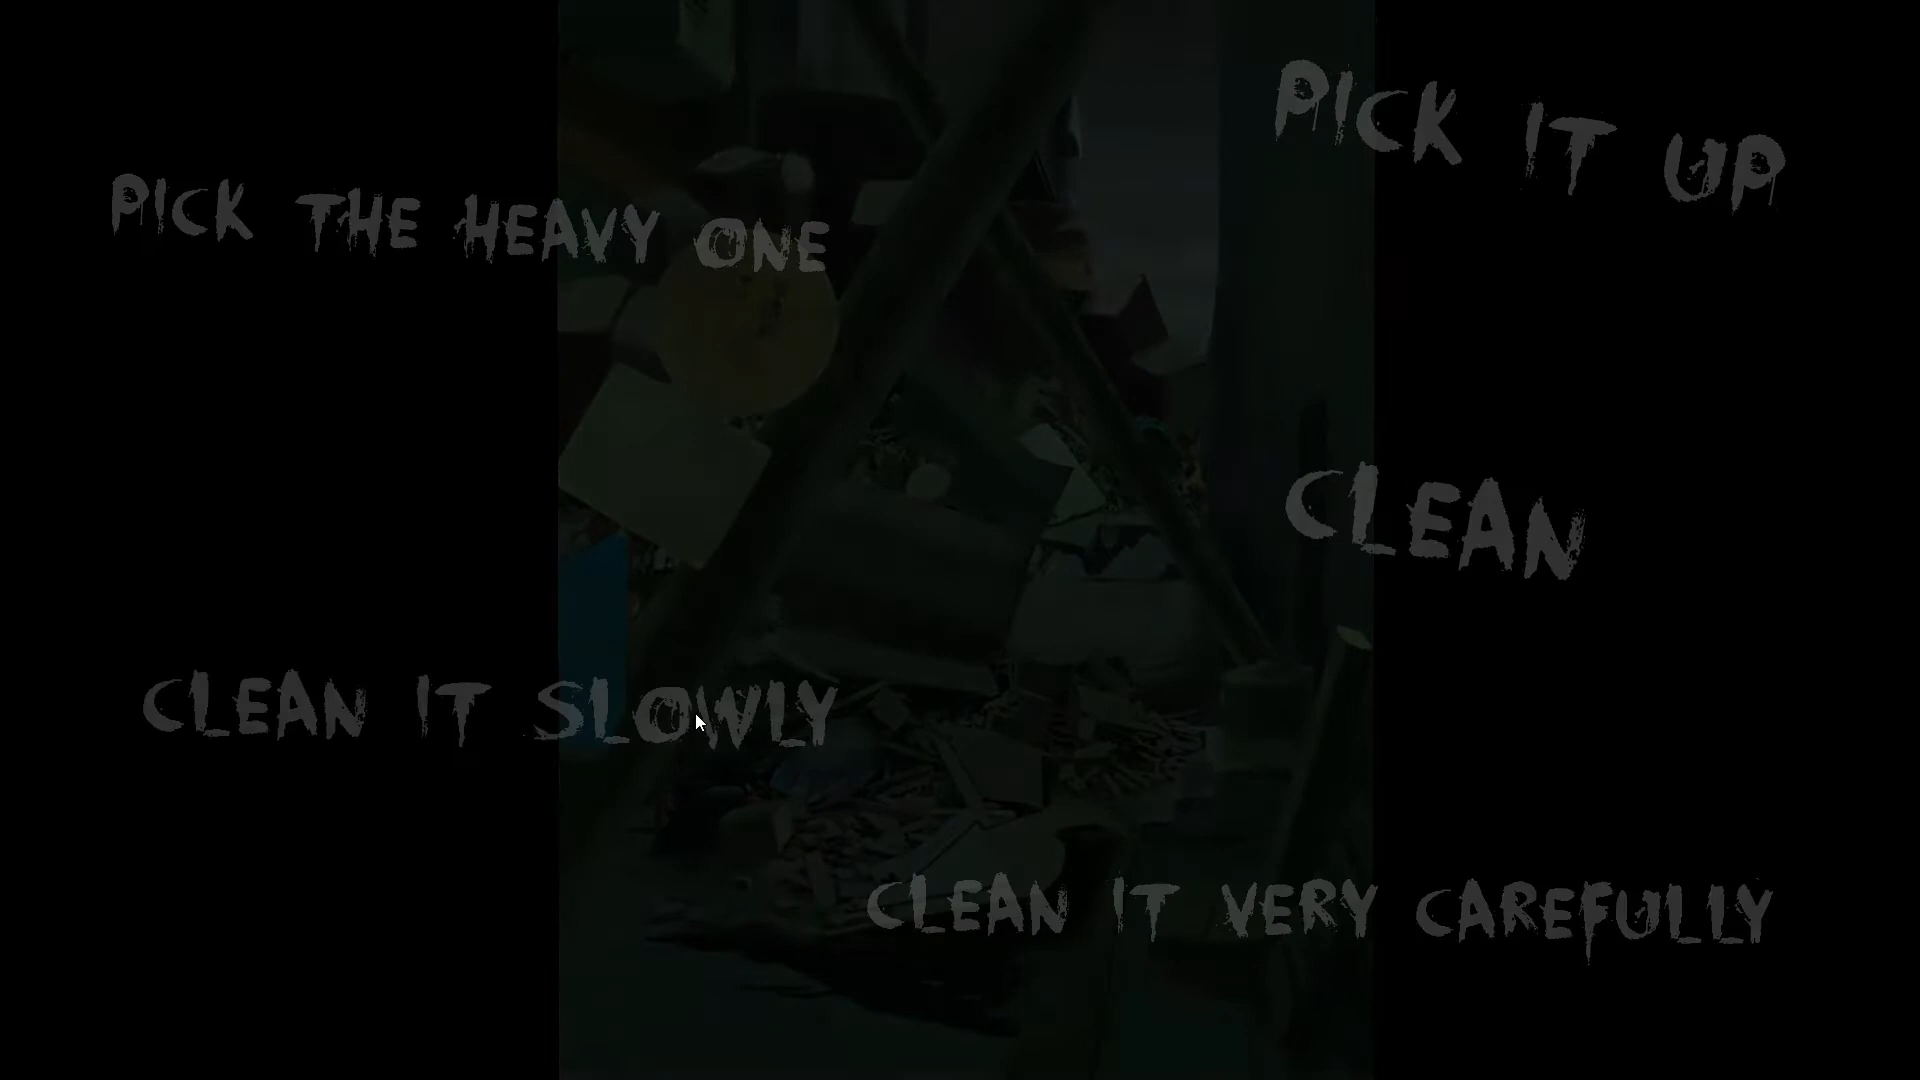 PICK IT UP
PICK THE HEAVY ONE
CLEAN
CLEAN IT SLOWLY
CLEAN IT VERY CAREFULLY